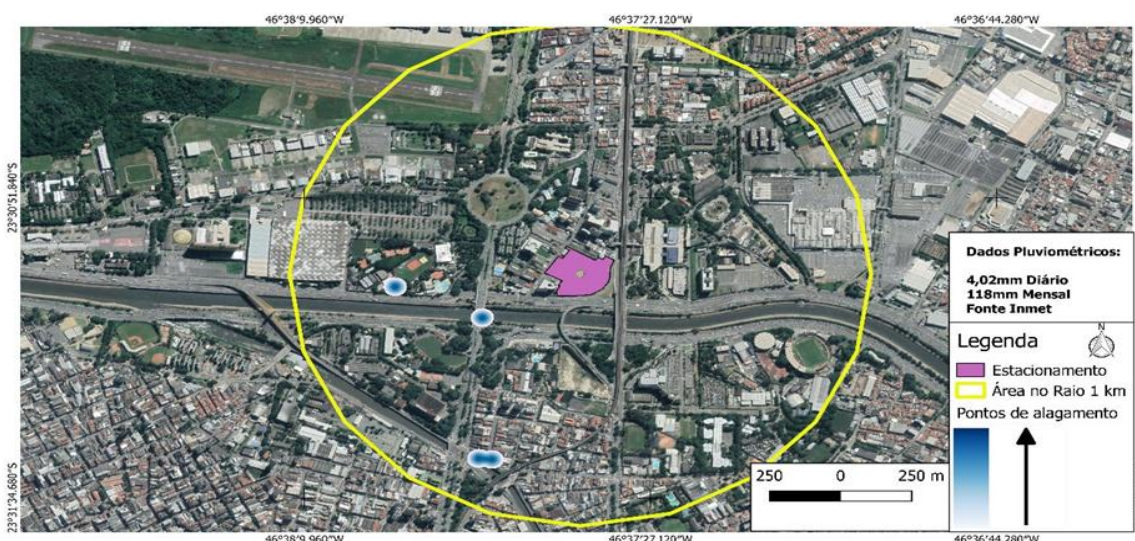 46°38'9.960"W 46°37'27.120"W 46°36'44.280"W
23°30'51.840"S
23°31'34.680"S
Dados Pluviométricos:
4,02mm Diário
118mm Mensal
Fonte Inmet
Legenda
N
Estacionamento
Área no Raio 1 km
Pontos de alagamento
250 0 250 m
46°38'9.960"W 46°37'27.120"W 46°36'44.280"W